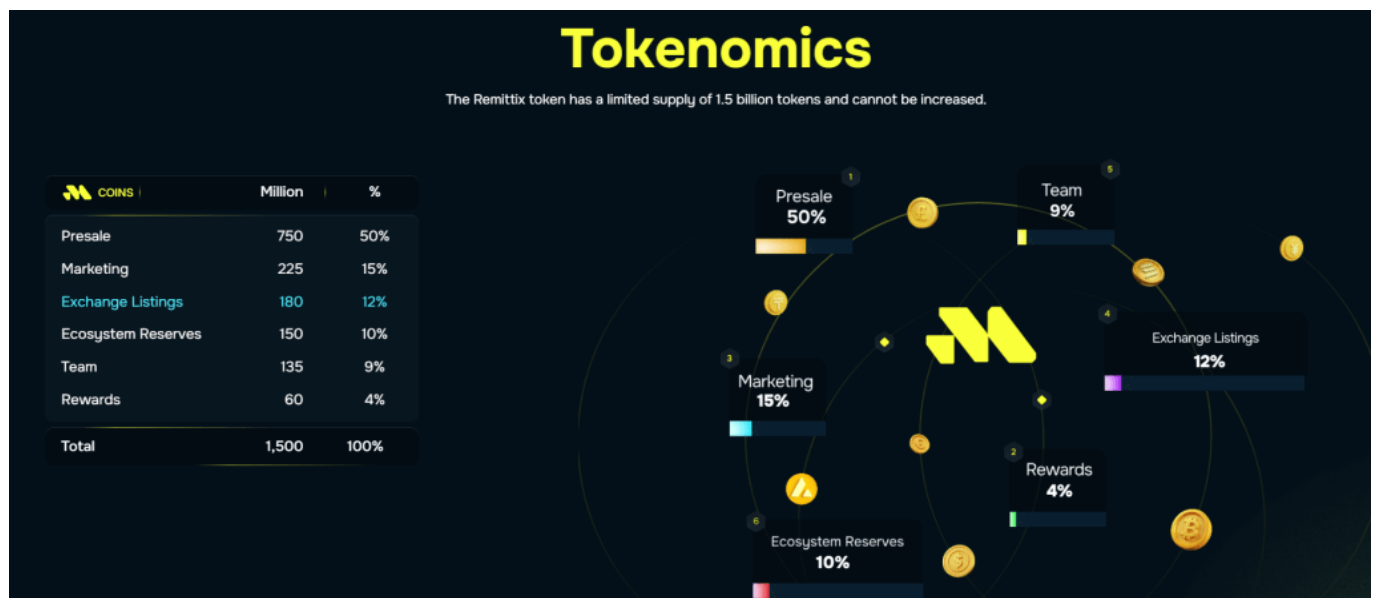 Tokenomics
The Remittix token has a limited supply of 1.5 billion tokens and cannot be increased.
COINS Million %
Presale 750 50%
Marketing 225 15%
Exchange Listings 180 12%
Ecosystem Reserves 150 10%
Team 135 9%
Rewards 60 4%
Total 1,500 100%
1
Presale
50%
5
Team
9%
4
Exchange Listings
12%
3
Marketing
15%
2
Rewards
4%
6
Ecosystem Reserves
10%